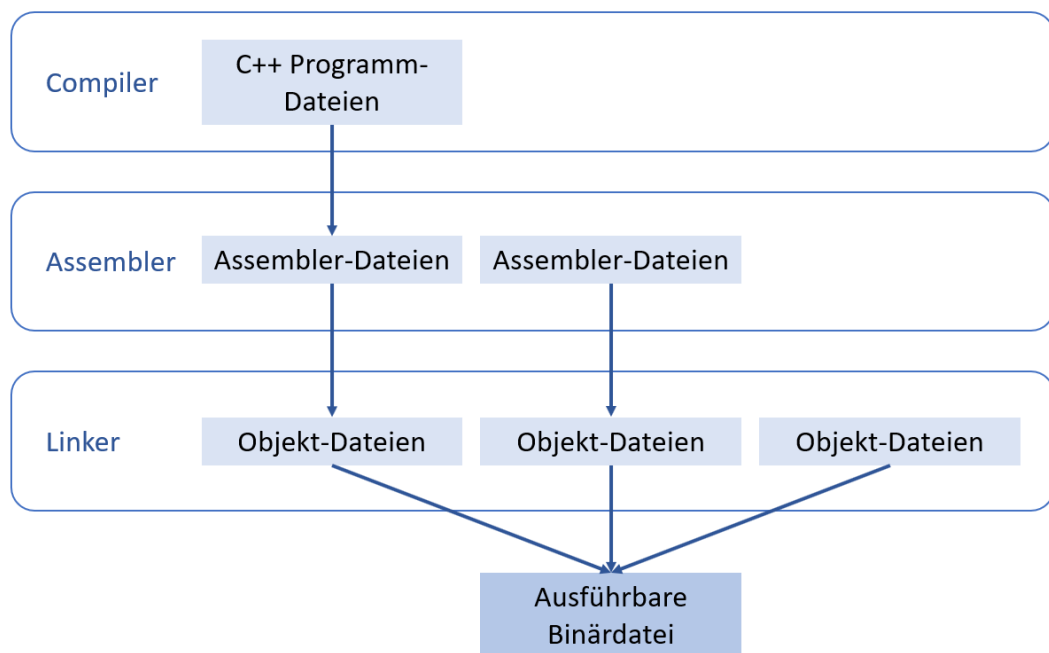 Compiler
C++ Programm-
Dateien
Assembler
Assembler-Dateien
Assembler-Dateien
Linker
Objekt-Dateien
Objekt-Dateien
Objekt-Dateien
Ausführbare
Binärdatei